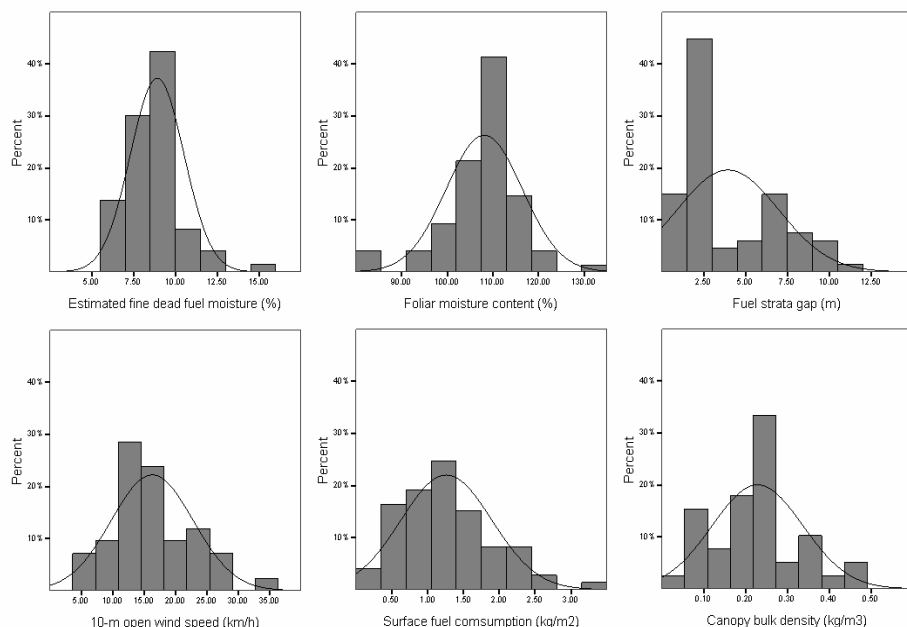 40%
30%
20%
10%
Percent
5.00 7.50 10.00 12.50 15.00
Estimated fine dead fuel moisture (%)
40%
30%
20%
10%
Percent
90.00 100.00 110.00 120.00 130.00
Foliar moisture content (%)
40%
30%
20%
10%
Percent
2.50 5.00 7.50 10.00 12.50
Fuel strata gap (m)
40%
30%
20%
10%
Percent
5.00 10.00 15.00 20.00 25.00 30.00 35.00
10-m open wind speed (km/h)
40%
30%
20%
10%
Percent
0.50 1.00 1.50 2.00 2.50 3.00
Surface fuel comsumption (kg/m2)
40%
30%
20%
10%
Percent
0.10 0.20 0.30 0.40 0.50
Canopy bulk density (kg/m3)